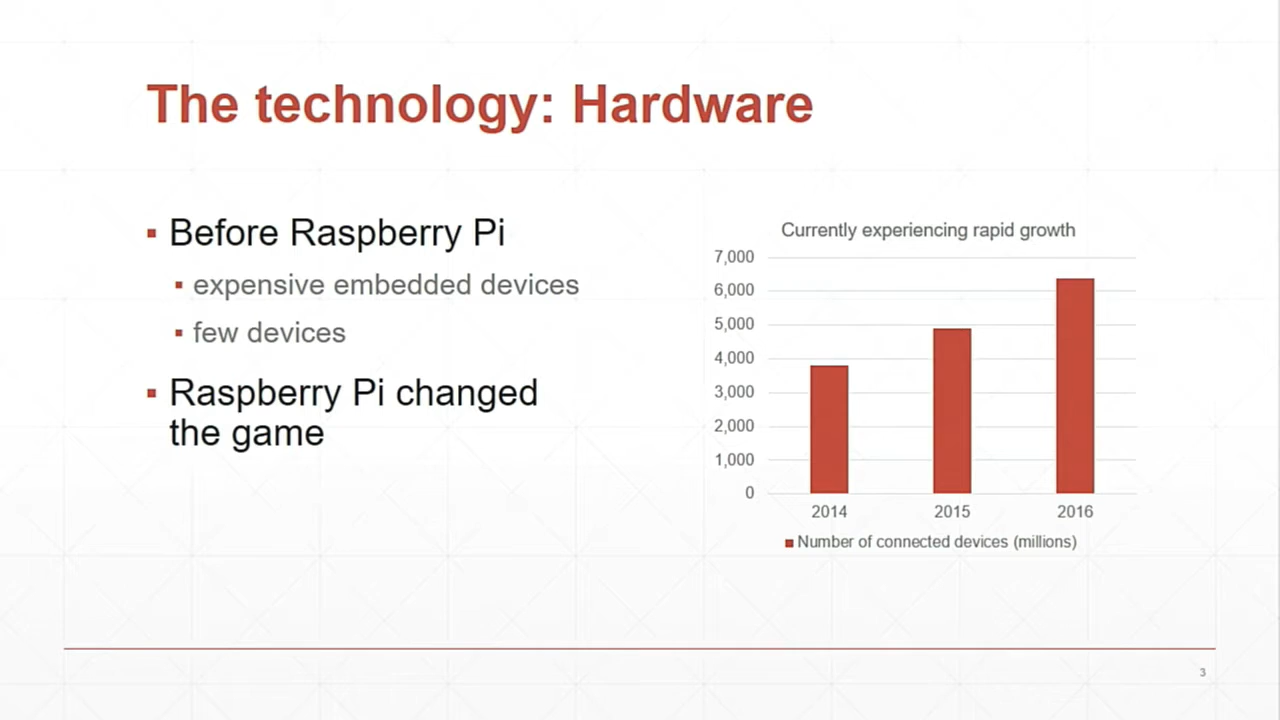 The technology: Hardware
Before Raspberry Pi
expensive embedded devices
few devices
Raspberry Pi changed
the game
Currently experiencing rapid growth
7,000
6,000
5,000
4,000
3,000
2,000
1,000
0
2014 2015 2016
Number of connected devices (millions)
3